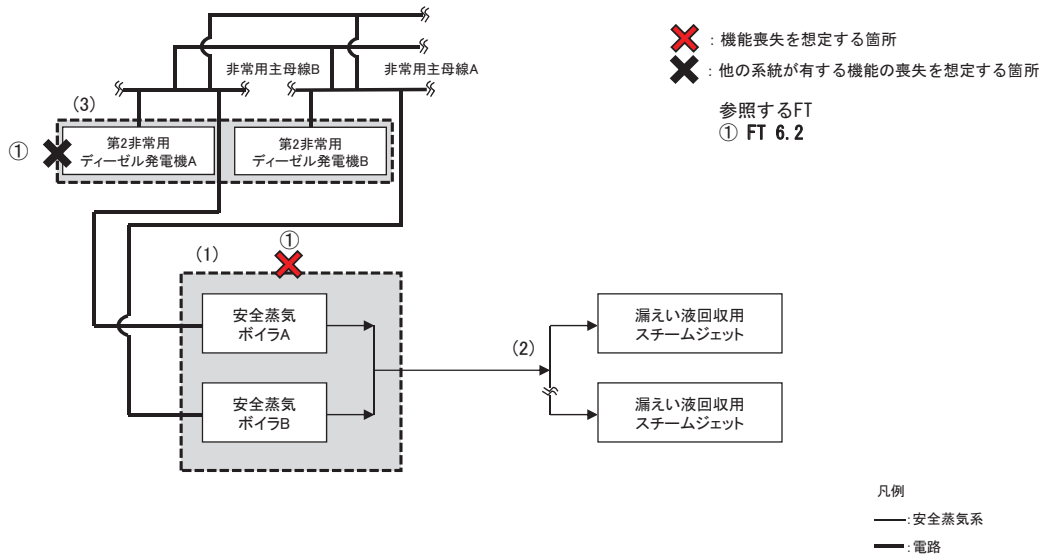 ：機能喪失を想定する箇所
：他の系統が有する機能の喪失を想定する箇所
参照するFT
① FT 6.2
非常用主母線B
非常用主母線A
(3)
①
第2非常用
ディーゼル発電機A
第2非常用
ディーゼル発電機B
(1)
①
安全蒸気
ボイラA
安全蒸気
ボイラB
(2)
漏えい液回収用
スチームジェット
漏えい液回収用
スチームジェット
凡例
:安全蒸気系
:電路